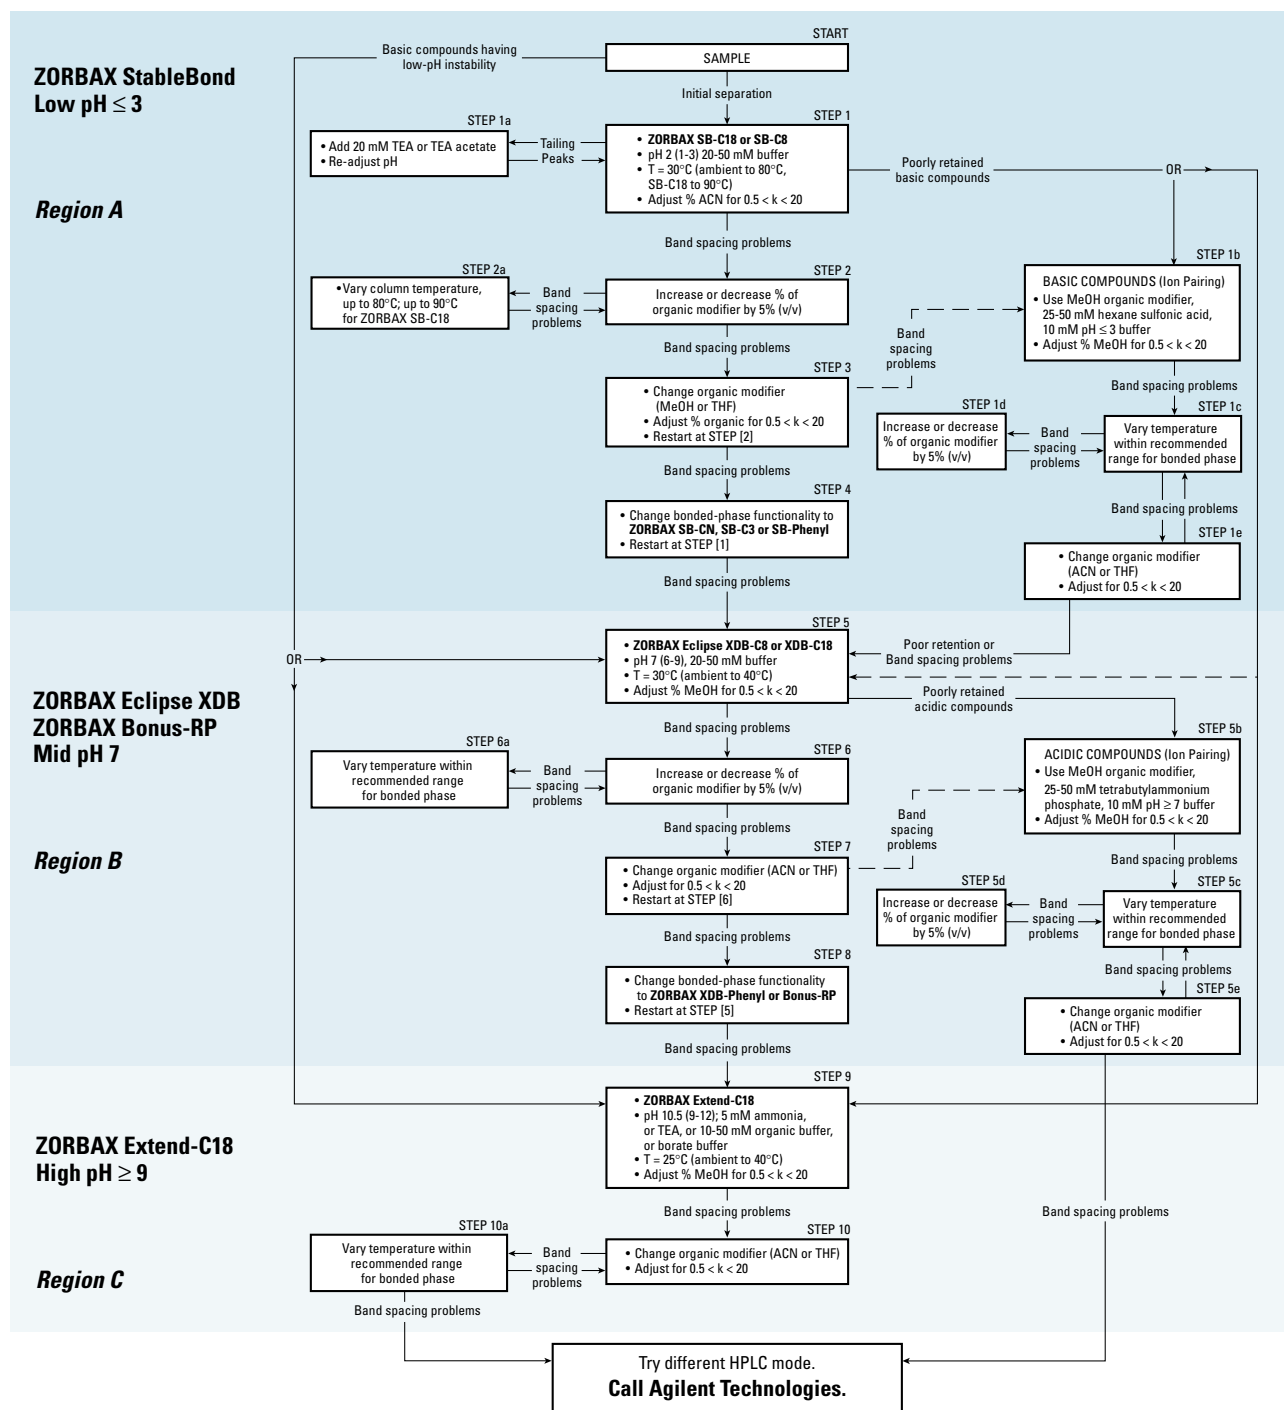 START
Basic compounds having
low-pH instability
SAMPLE
ZORBAX StableBond
Low pH ≤ 3
Initial separation
STEP 1a
• Add 20 mM TEA or TEA acetate
• Re-adjust pH
Tailing
Peaks
STEP 1
• ZORBAX SB-C18 or SB-C8
• pH 2 (1-3) 20-50 mM buffer
• T = 30°C (ambient to 80°C,
SB-C18 to 90°C)
• Adjust % ACN for 0.5 < k < 20
Poorly retained
basic compounds
OR
Region A
Band spacing problems
STEP 2a
• Vary column temperature,
up to 80°C; up to 90°C
for ZORBAX SB-C18
Band
spacing
problems
STEP 2
Increase or decrease % of
organic modifier by 5% (v/v)
STEP 1b
BASIC COMPOUNDS (Ion Pairing)
• Use MeOH organic modifier,
25-50 mM hexane sulfonic acid,
10 mM pH ≤ 3 buffer
• Adjust % MeOH for 0.5 < k < 20
Band
spacing
problems
Band spacing problems
STEP 3
• Change organic modifier
(MeOH or THF)
• Adjust % organic for 0.5 < k < 20
• Restart at STEP [2]
Band spacing problems
STEP 1d
Increase or decrease
% of organic modifier
by 5% (v/v)
Band
spacing
problems
STEP 1c
Vary temperature
within recommended
range for bonded phase
Band spacing problems
STEP 4
• Change bonded-phase functionality to
ZORBAX SB-CN, SB-C3 or SB-Phenyl
• Restart at STEP [1]
Band spacing problems
STEP 1e
• Change organic modifier
(ACN or THF)
• Adjust for 0.5 < k < 20
Band spacing problems
STEP 5
• ZORBAX Eclipse XDB-C8 or XDB-C18
• pH 7 (6-9), 20-50 mM buffer
• T = 30°C (ambient to 40°C)
• Adjust % MeOH for 0.5 < k < 20
Poor retention or
Band spacing problems
OR
Poorly retained
acidic compounds
ZORBAX Eclipse XDB
ZORBAX Bonus-RP
Mid pH 7
Band spacing problems
STEP 6a
Vary temperature within
recommended range
for bonded phase
Band
spacing
problems
STEP 6
Increase or decrease % of
organic modifier by 5% (v/v)
STEP 5b
ACIDIC COMPOUNDS (Ion Pairing)
• Use MeOH organic modifier,
25-50 mM tetrabutylammonium
phosphate, 10 mM pH ≥ 7 buffer
• Adjust % MeOH for 0.5 < k < 20
Band
spacing
problems
Region B
Band spacing problems
STEP 7
• Change organic modifier (ACN or THF)
• Adjust for 0.5 < k < 20
• Restart at STEP [6]
Band spacing problems
STEP 5d
Increase or decrease
% of organic modifier
by 5% (v/v)
Band
spacing
problems
STEP 5c
Vary temperature
within recommended
range for bonded phase
Band spacing problems
STEP 8
• Change bonded-phase functionality
to ZORBAX XDB-Phenyl or Bonus-RP
• Restart at STEP [5]
Band spacing problems
STEP 5e
• Change organic modifier
(ACN or THF)
• Adjust for 0.5 < k < 20
Band spacing problems
STEP 9
• ZORBAX Extend-C18
• pH 10.5 (9-12); 5 mM ammonia,
or TEA, or 10-50 mM organic buffer,
or borate buffer
• T = 25°C (ambient to 40°C)
• Adjust % MeOH for 0.5 < k < 20
ZORBAX Extend-C18
High pH ≥ 9
Band spacing problems
Band spacing problems
STEP 10a
Vary temperature within
recommended range
for bonded phase
Band
spacing
problems
STEP 10
• Change organic modifier (ACN or THF)
• Adjust for 0.5 < k < 20
Region C
Band spacing problems
Try different HPLC mode.
Call Agilent Technologies.